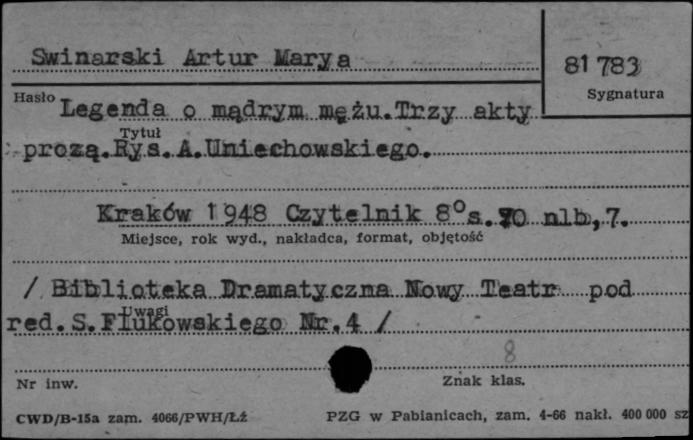 Swinarski Artur Marya
81 783
Hasło
Sygnatura
Legenda o mądrym mężu.Trzy akty
Tytuł
prozą.Rys.A.Uniechowskiego.
Kraków 1948 Czytelnik 8°s.70 nlb,7.
Miejsce, rok wyd., nakładca, format, objętość
/ Biblioteka Dramatyczna Nowy Teatr pod
Uwagi
red.S.Flukowskiego Nr.4 /
8
Nr inw.
Znak klas.
CWD/B-15a zam. 4066/PWH/Łź
PZG w Pabianicach, zam. 4-66 nakł. 400 000 sz